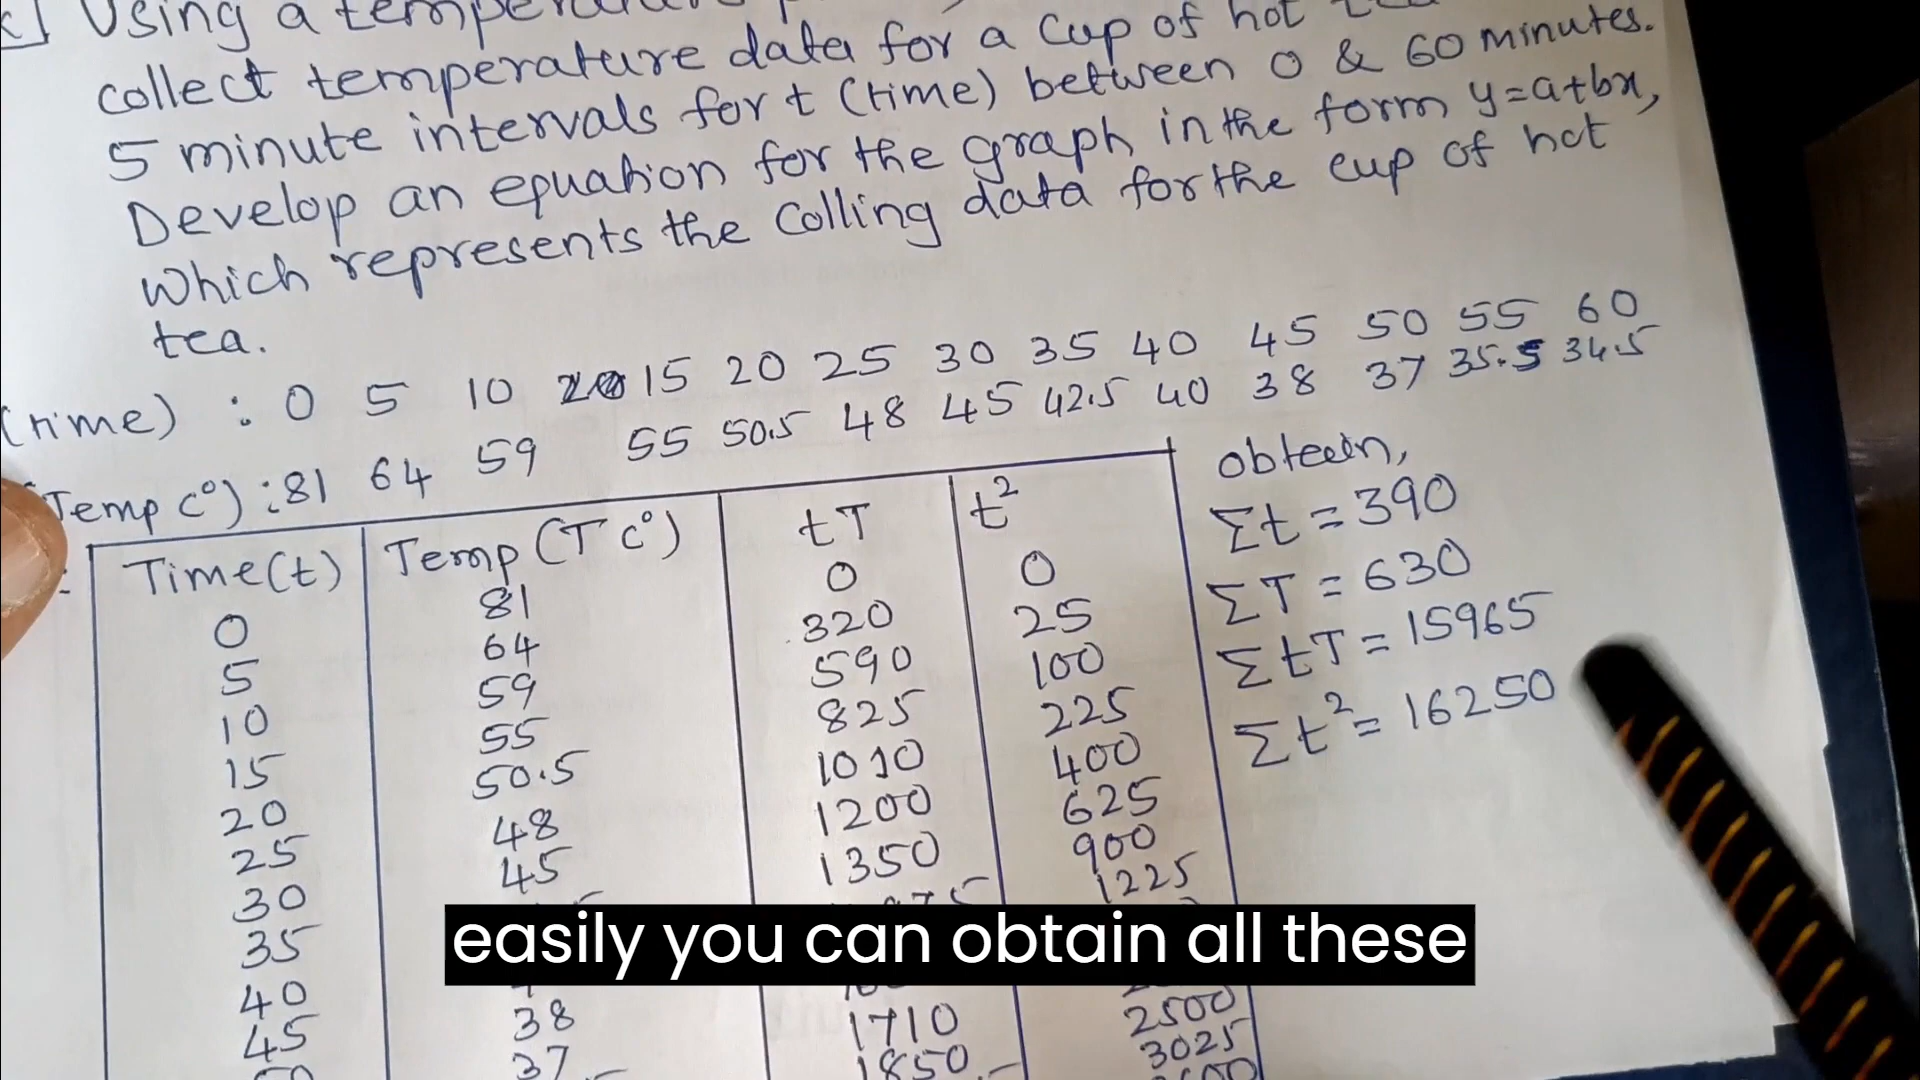 Using a
collect temperature data for a cup of hot
5 minute intervals for t (time) between 0 & 60 minutes.
Develop an equation for the graph in the form y=a+bx,
which represents the colling data for the cup of hot
tea.
(time) : 0 5 10 15 20 25 30 35 40 45 50 55 60
Temp C°) : 81 64 59 55 50.5 48 45 42.5 40 38 37 35.5 34.5
Time(t) Temp (T C°) tT t²
0 81 0 0
5 64 320 25
10 59 590 100
15 55 825 225
20 50.5 1010 400
25 48 1200 625
30 45 1350 900
35 1225
40
45 38 1710
37 1850 2500
3025
obtein,
Σt = 390
ΣT = 630
ΣtT = 15965
Σt² = 16250
easily you can obtain all these